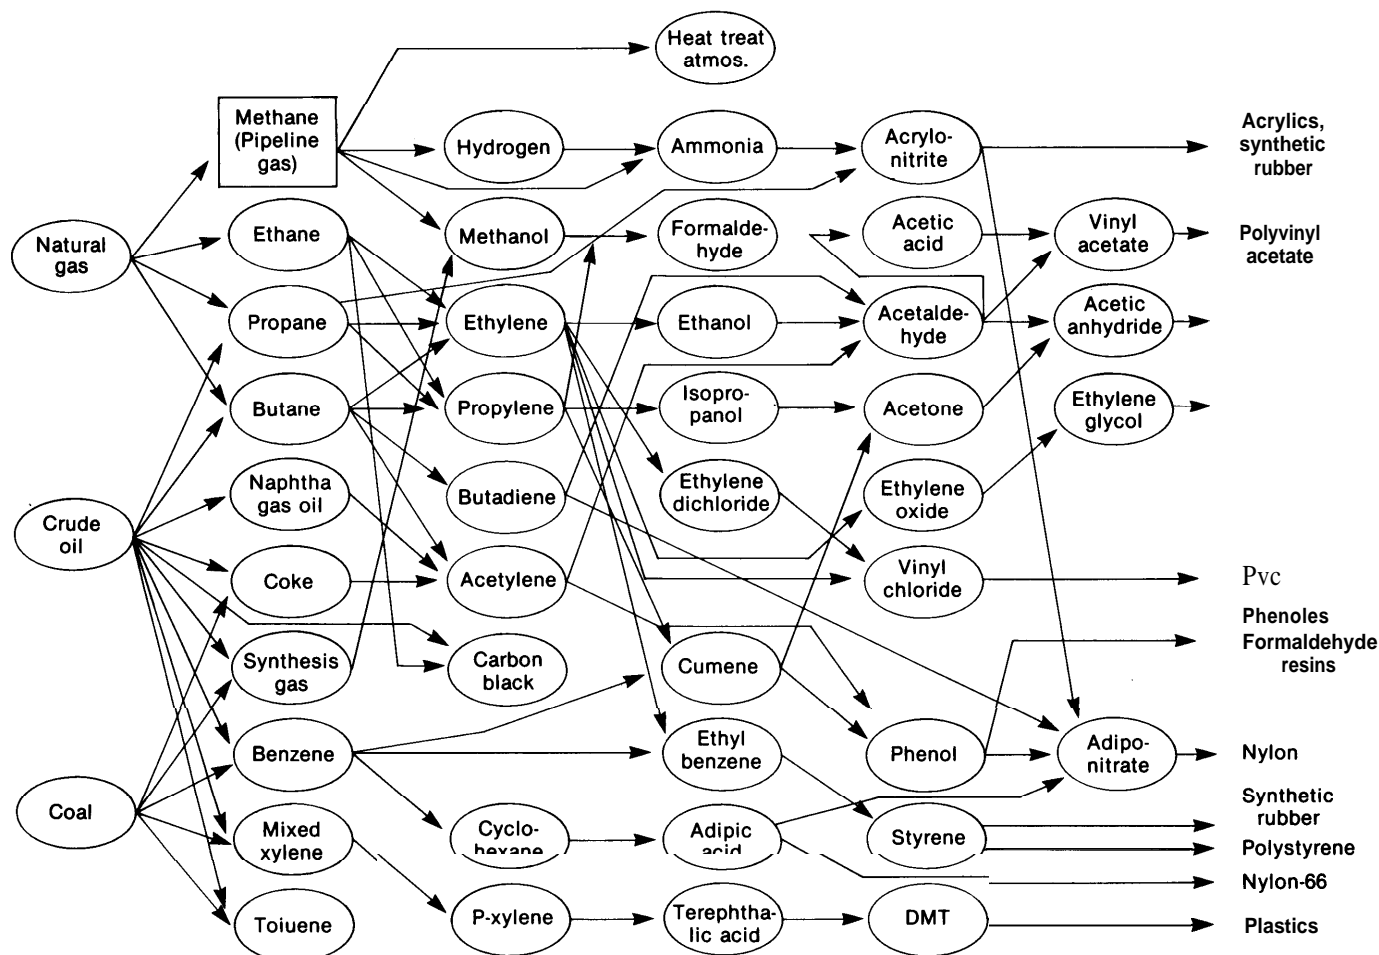 Heat treat
atmos.
Methane
(Pipeline
gas)
Hydrogen
Ammonia
Acrylo-
nitrite
Acrylics,
synthetic
rubber
Natural
gas
Ethane
Methanol
Formalde-
hyde
Acetic
acid
Vinyl
acetate
Polyvinyl
acetate
Propane
Ethylene
Ethanol
Acetalde-
hyde
Acetic
anhydride
Butane
Propylene
Isopro-
panol
Acetone
Ethylene
glycol
Crude
oil
Naphtha
gas oil
Butadiene
Ethylene
dichloride
Ethylene
oxide
Coke
Acetylene
Vinyl
chloride
Pvc
Synthesis
gas
Carbon
black
Cumene
Phenoles
Formaldehyde
resins
Benzene
Ethyl
benzene
Phenol
Adipo-
nitrate
Nylon
Coal
Mixed
xylene
Cyclo-
hexane
Adipic
acid
Styrene
Synthetic
rubber
Polystyrene
Nylon-66
Toiuene
P-xylene
Terephtha-
lic acid
DMT
Plastics